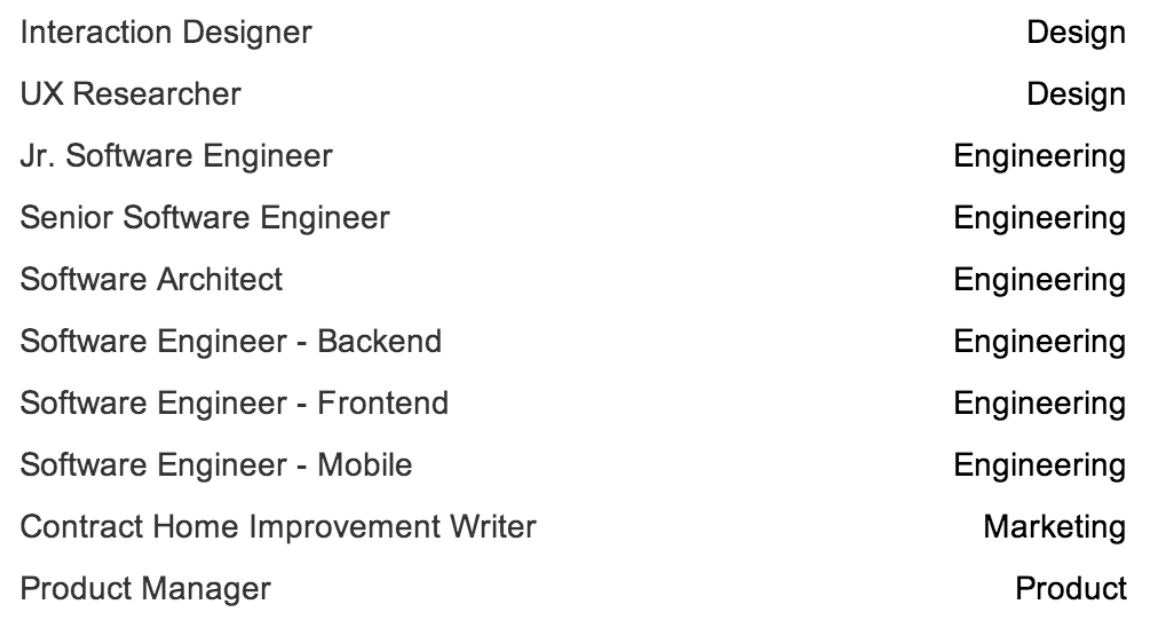 Interaction Designer Design
UX Researcher Design
Jr. Software Engineer Engineering
Senior Software Engineer Engineering
Software Architect Engineering
Software Engineer - Backend Engineering
Software Engineer - Frontend Engineering
Software Engineer - Mobile Engineering
Contract Home Improvement Writer Marketing
Product Manager Product